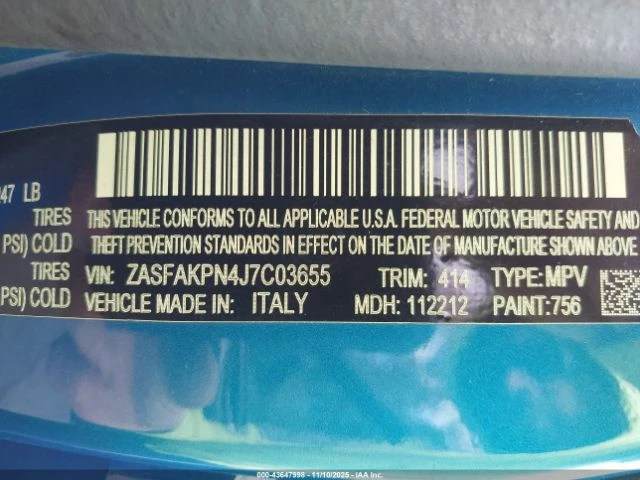 047 LB
TIRES THIS VEHICLE CONFORMS TO ALL APPLICABLE U.S.A. FEDERAL MOTOR VEHICLE SAFETY AND
PSI) COLD THEFT PREVENTION STANDARDS IN EFFECT ON THE DATE OF MANUFACTURE SHOWN ABOVE.
TIRES VIN: ZASFAKPN4J7C03655 TRIM: 414 TYPE:MPV
PSI) COLD VEHICLE MADE IN: ITALY MDH: 112212 PAINT:756
000-43647998 - 11/10/2025 - IAA Inc.